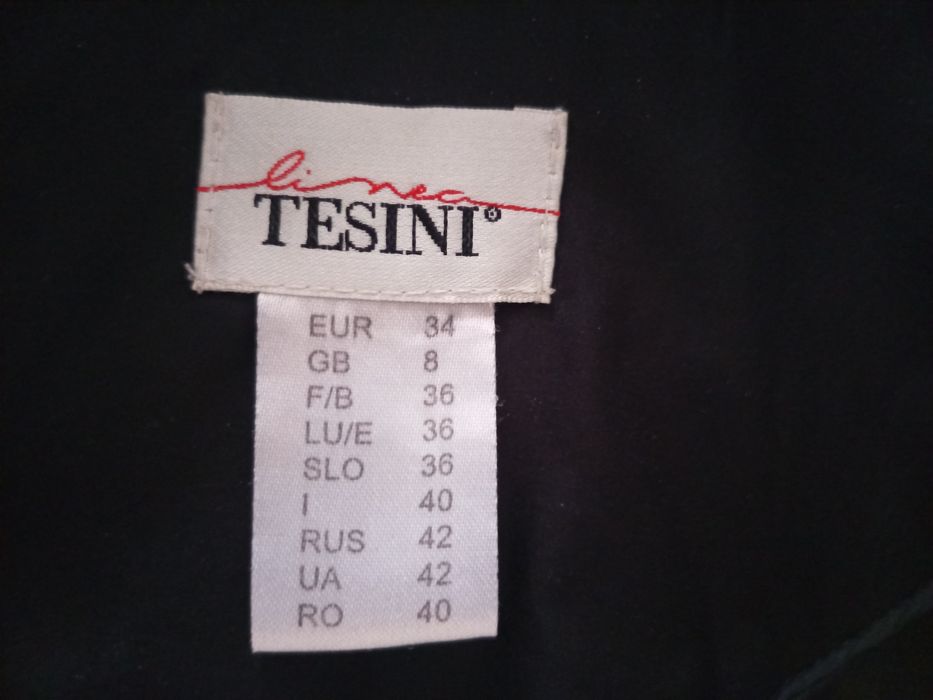 linea
TESINI®
EUR 34
GB 8
F/B 36
LU/E 36
SLO 36
I 40
RUS 42
UA 42
RO 40